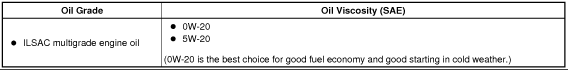 Oil Grade
Oil Viscosity (SAE)
● ILSAC multigrade engine oil
● 0W-20
● 5W-20
(0W-20 is the best choice for good fuel economy and good starting in cold weather.)